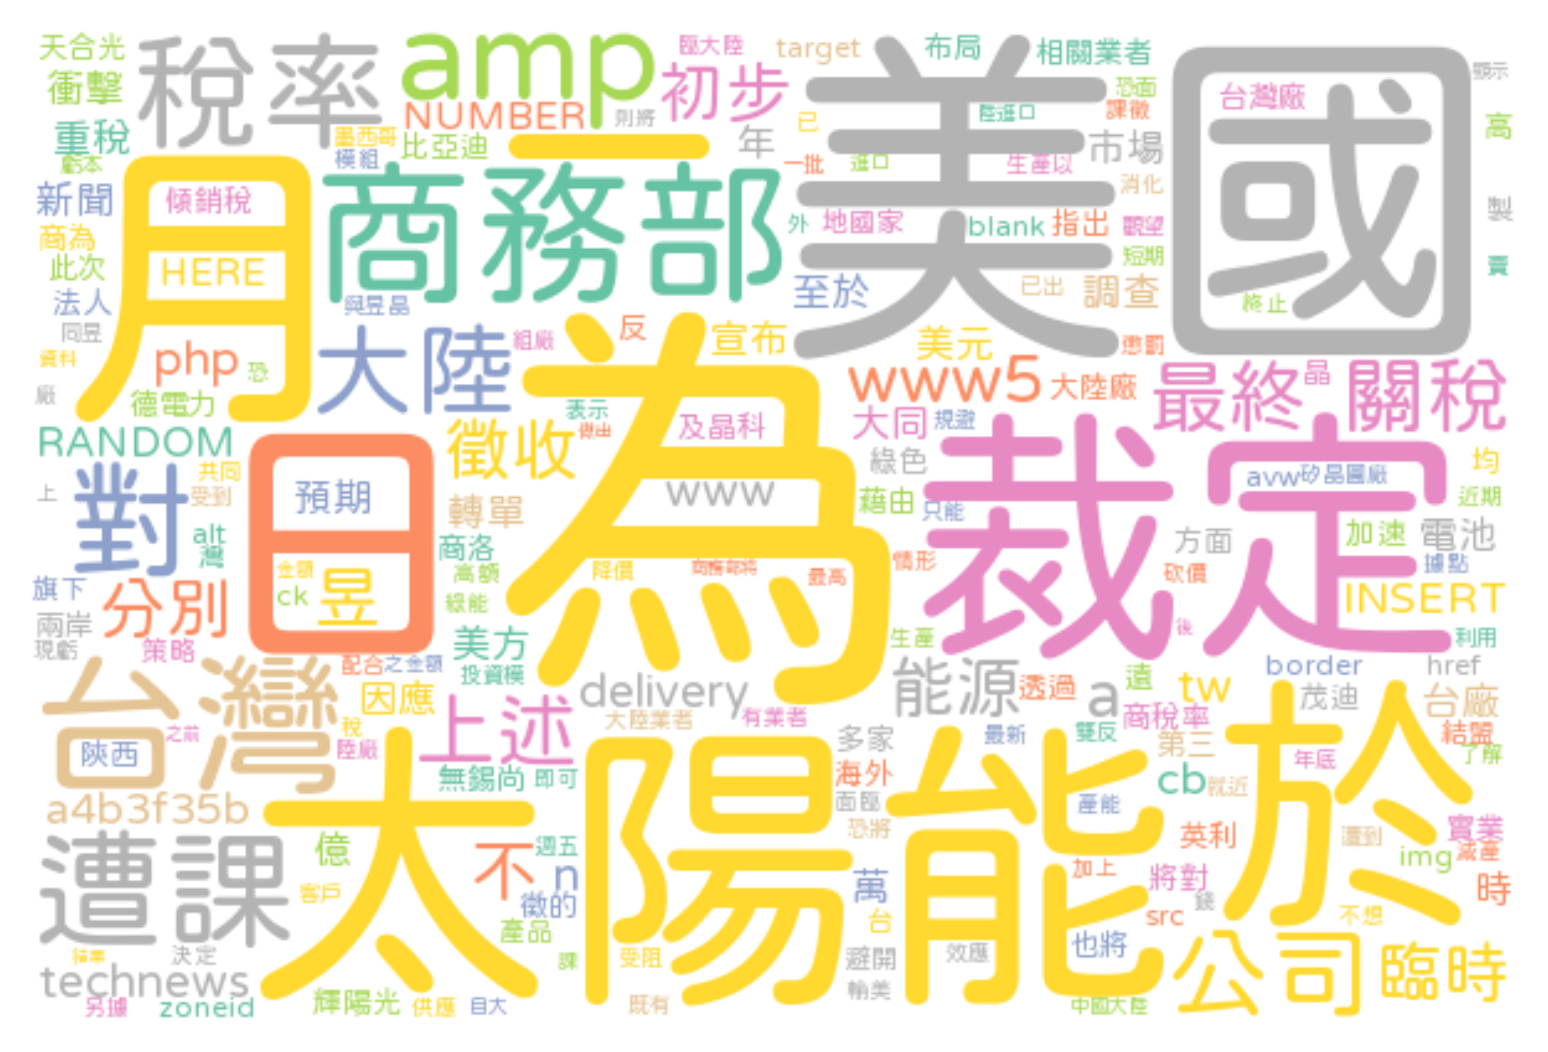 天合光
稅率
amp
臨大陸
target
布局
相關業者
美國
顯示
衝擊
初步
恐面
台灣廠
NUMBER
則將
課徵
陸進口
高
重稅
墨西哥
比亞迪
二
年
已
市場
虧本
模組
一批
進口
生產以
新聞
月
傾銷稅
商務部
消化
製
外
地國家
blank
指出
觀望
商為
此次
HERE
短期
賣
法人
與昱晶
至於
已出
調查
終止
同昱
大陸
組廠
反
宣布
美元
懲罰
資料
php
恐
為
www5
大陸廠
最終
晶
關稅
廠
德電力
表示
及晶科
大同
規避
裁定
RANDOM
日
徵收
做出
綠色
avw
矽晶圓廠
均
上
對
共同
受到
預期
www
轉單
藉由
只能
近期
alt
灣
商洛
方面
加速
電池
旗下
金額
ck
昱
高額
降價
商務部將
最高
情形
砍價
據點
分別
綠能
INSERT
兩岸
現虧
策略
美方
生產
後
利用
台灣
配合
之金額
投資模
能源
透過
遠
border
href
因應
delivery
a
tw
茂迪
台廠
陝西
之前
稅
陸廠
上述
大陸業者
有業者
商稅率
於
多家
最新
雙反
第三
年底
結盟
了解
無錫尚
即可
海外
cb
就近
a4b3f35b
太陽能
面臨
產能
恐將
英利
遭到
實業
遭課
億
不
週五
img
減產
客戶
n
萬
加上
將對
時
徵的
台
src
錢
不想
產品
也將
公司
臨時
結果
決定
課
受阻
避開
效應
technews
輸美
另據
zoneid
輝陽光
供應
目大
既有
中國大陸